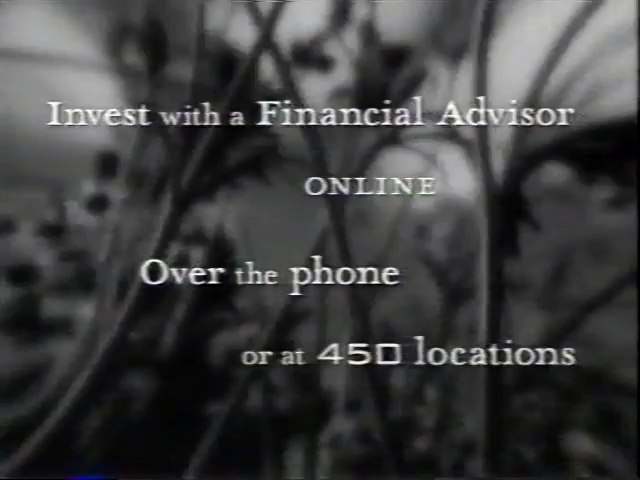 Invest with a Financial Advisor
ONLINE
Over the phone
or at 450 locations